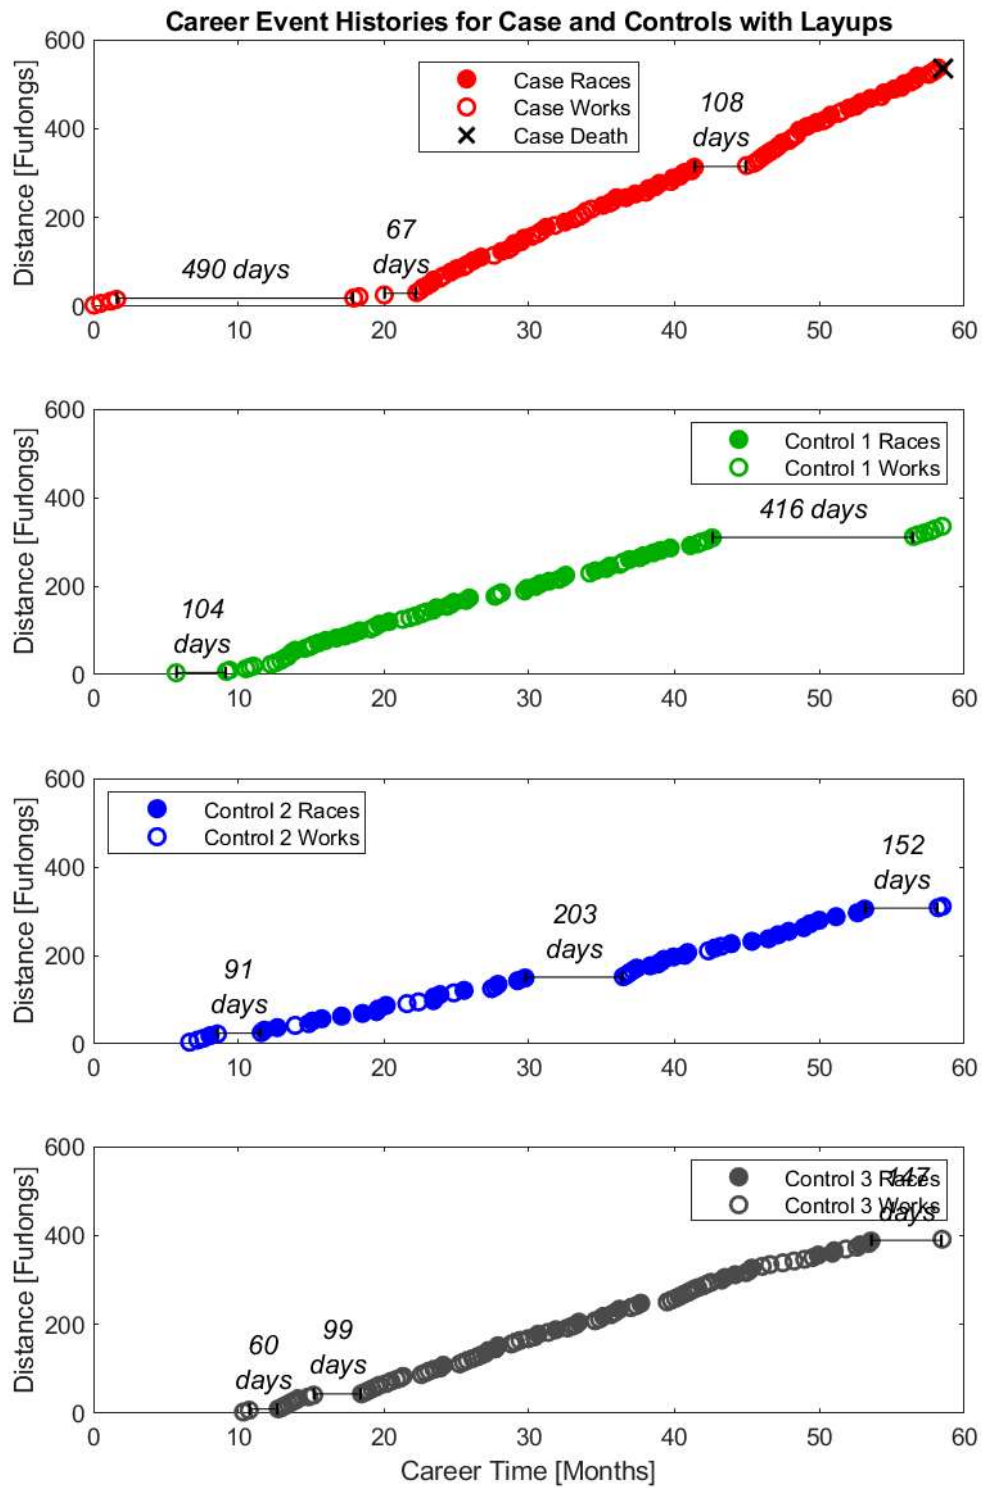 Career Event Histories for Case and Controls with Layups
600
400
200
0
Distance [Furlongs]
Case Races
Case Works
Case Death
490 days
67
days
108
days
0 10 20 30 40 50 60
600
400
200
0
Distance [Furlongs]
Control 1 Races
Control 1 Works
104
days
416 days
0 10 20 30 40 50 60
600
400
200
0
Distance [Furlongs]
Control 2 Races
Control 2 Works
91
days
203
days
152
days
0 10 20 30 40 50 60
600
400
200
0
Distance [Furlongs]
Control 3 Races
Control 3 Works
60
days
99
days
147
days
0 10 20 30 40 50 60
Career Time [Months]